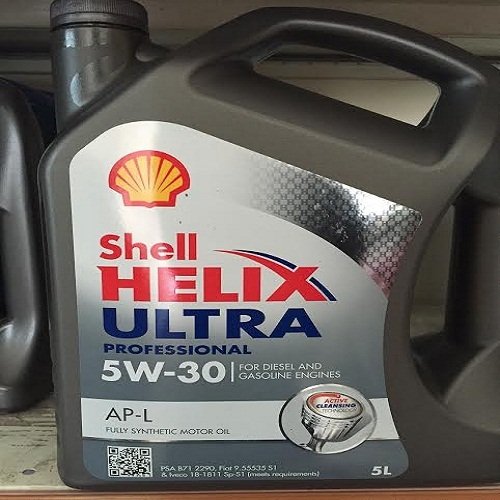 Shell
HELIX
ULTRA
PROFESSIONAL
5W-30 FOR DIESEL AND
GASOLINE ENGINES
AP-L
FULLY SYNTHETIC MOTOR OIL
ACTIVE
CLEANSING
TECHNOLOGY
PSA B71 2290, Fiat 9.55535 S1
& Iveco 18-1811 Sp-S1 (meets requirements)
5L